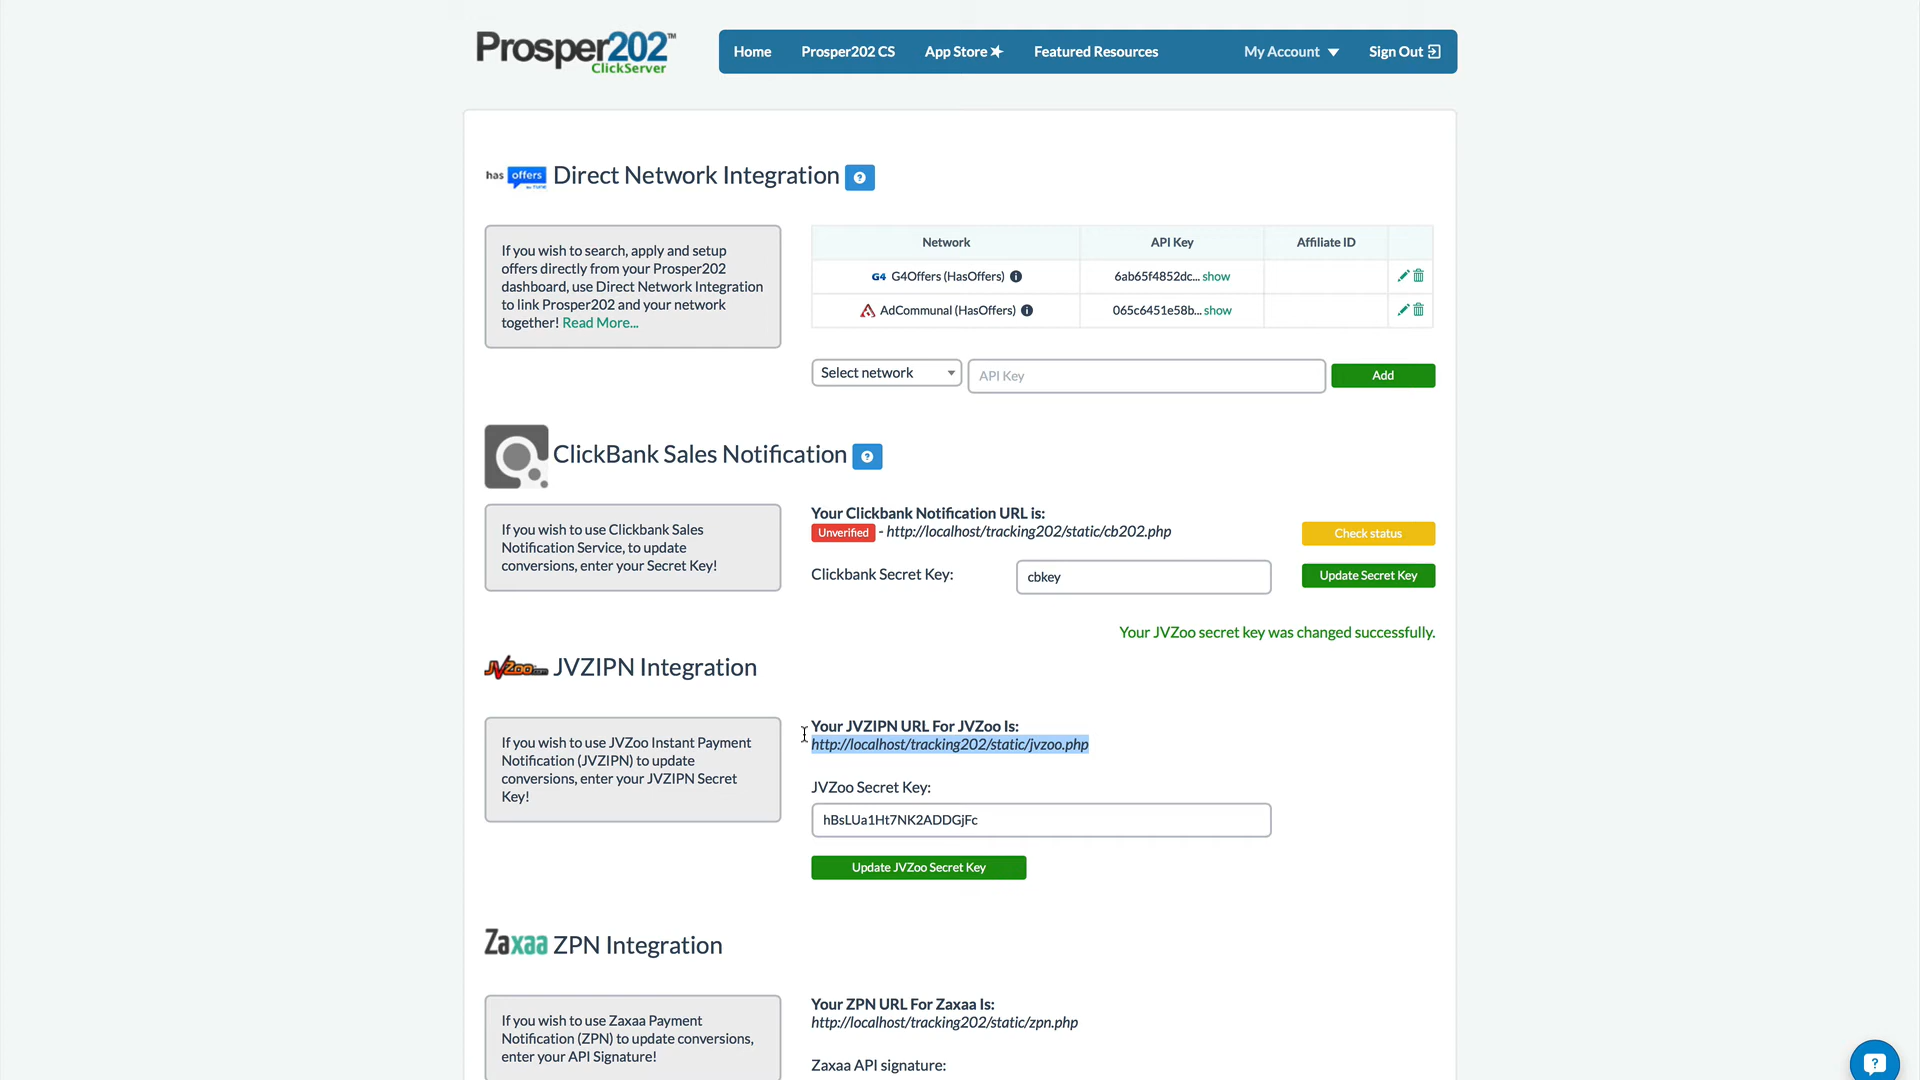 Prosper202™
ClickServer
Home
Prosper202 CS
App Store
Featured Resources
My Account
Sign Out
has offers
Direct Network Integration
If you wish to search, apply and setup
offers directly from your Prosper202
dashboard, use Direct Network Integration
to link Prosper202 and your network
together! Read More...
Network API Key Affiliate ID
G4 G4Offers (HasOffers) 6ab65f4852dc... show
AdCommunal (HasOffers) 065c6451e58b... show
Select network
API Key
Add
ClickBank Sales Notification
If you wish to use Clickbank Sales
Notification Service, to update
conversions, enter your Secret Key!
Your Clickbank Notification URL is:
Unverified - http://localhost/tracking202/static/cb202.php
Check status
Clickbank Secret Key:
cbkey
Update Secret Key
Your JVZoo secret key was changed successfully.
JVZoo.com JVZIPN Integration
If you wish to use JVZoo Instant Payment
Notification (JVZIPN) to update
conversions, enter your JVZIPN Secret
Key!
Your JVZIPN URL For JVZoo Is:
http://localhost/tracking202/static/jvzoo.php
JVZoo Secret Key:
hBsLUa1Ht7NK2ADDGjFc
Update JVZoo Secret Key
Zaxaa ZPN Integration
If you wish to use Zaxaa Payment
Notification (ZPN) to update conversions,
enter your API Signature!
Your ZPN URL For Zaxaa Is:
http://localhost/tracking202/static/zpn.php
Zaxaa API signature: